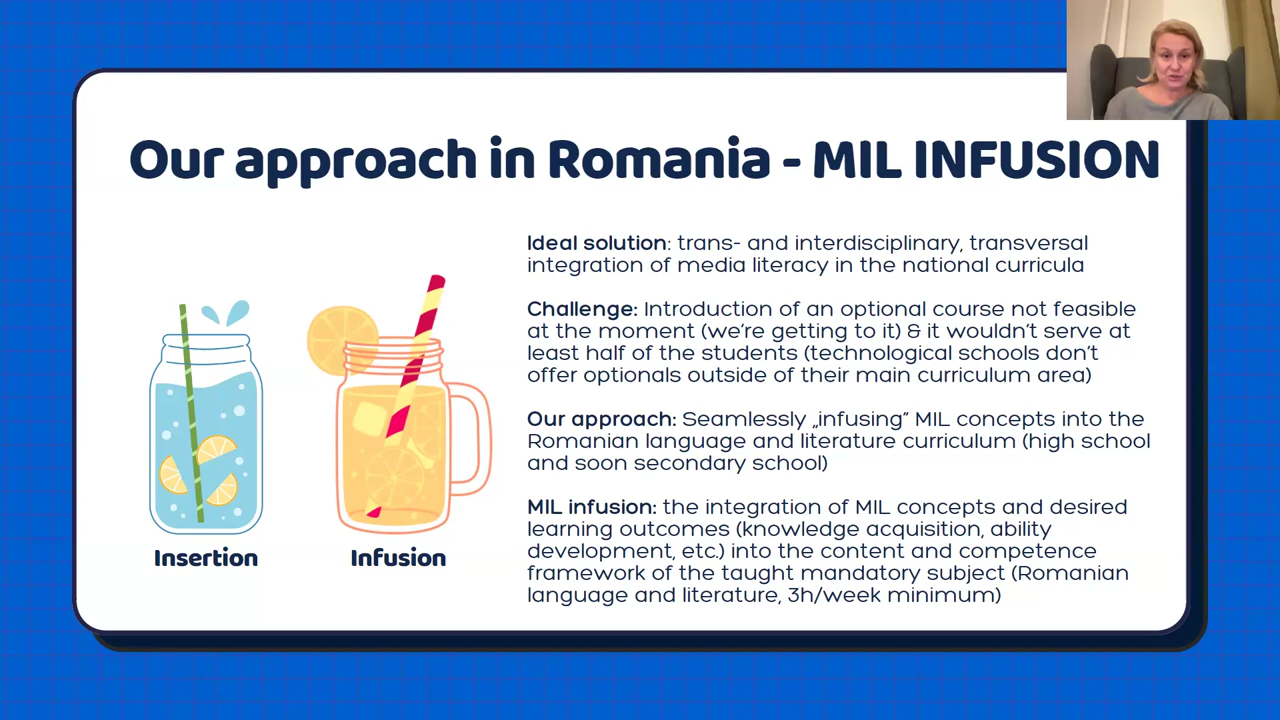 Our approach in Romania - MIL INFUSION
Ideal solution: trans- and interdisciplinary, transversal
integration of media literacy in the national curricula
Challenge: Introduction of an optional course not feasible
at the moment (we're getting to it) & it wouldn't serve at
least half of the students (technological schools don't
offer optionals outside of their main curriculum area)
Our approach: Seamlessly „infusing” MIL concepts into the
Romanian language and literature curriculum (high school
and soon secondary school)
MIL infusion: the integration of MIL concepts and desired
learning outcomes (knowledge acquisition, ability
development, etc.) into the content and competence
framework of the taught mandatory subject (Romanian
language and literature, 3h/week minimum)
Insertion
Infusion